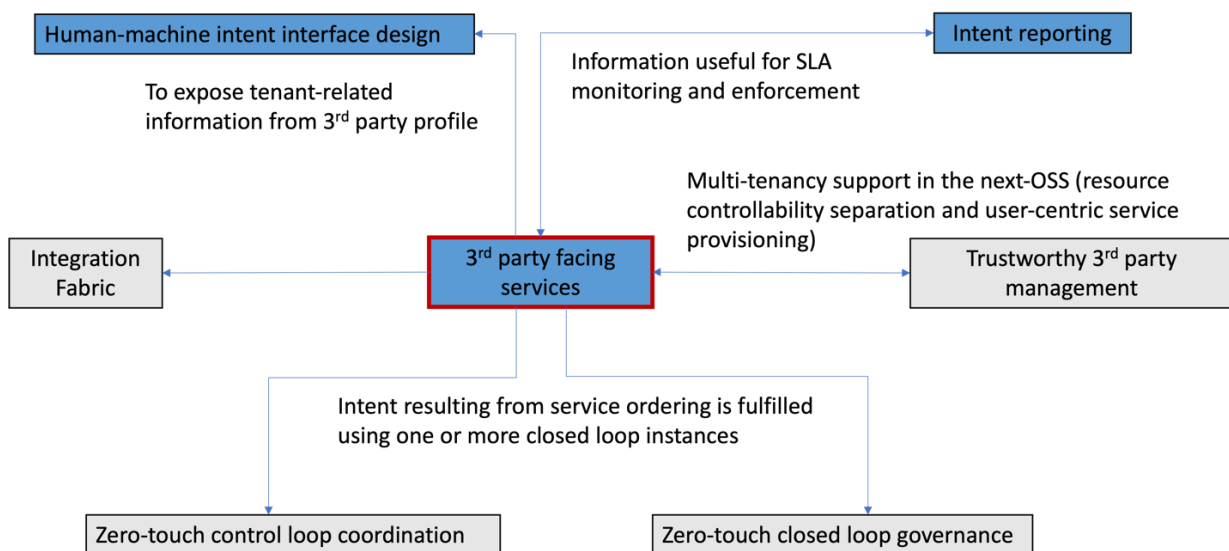 Human-machine intent interface design
Intent reporting
Information useful for SLA
monitoring and enforcement
To expose tenant-related
information from 3rd party profile
Multi-tenancy support in the next-OSS (resource
controllability separation and user-centric service
provisioning)
Integration
Fabric
3rd party facing
services
Trustworthy 3rd party
management
Intent resulting from service ordering is fulfilled
using one or more closed loop instances
Zero-touch control loop coordination
Zero-touch closed loop governance